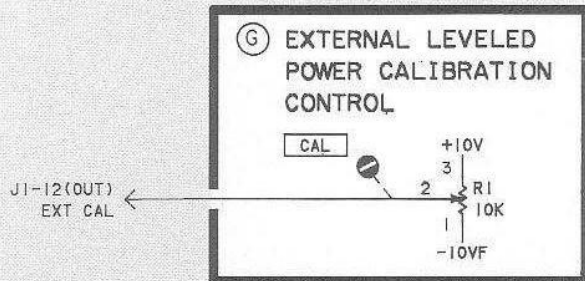 G EXTERNAL LEVELED
POWER CALIBRATION
CONTROL
CAL
+10V
3
J1-12(OUT)
EXT CAL
2
R1
10K
1
-10VF